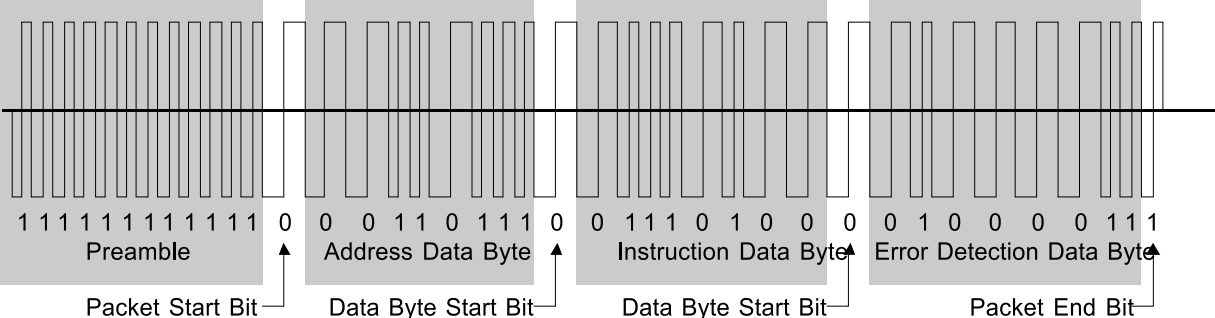 1 1 1 1 1 1 1 1 1 1 1 1 0 0 0 1 1 0 1 1 1 0 0 1 1 1 0 1 0 0 0 0 1 0 0 0 0 1 1 1
Preamble Address Data Byte Instruction Data Byte Error Detection Data Byte
Packet Start Bit Data Byte Start Bit Data Byte Start Bit Packet End Bit